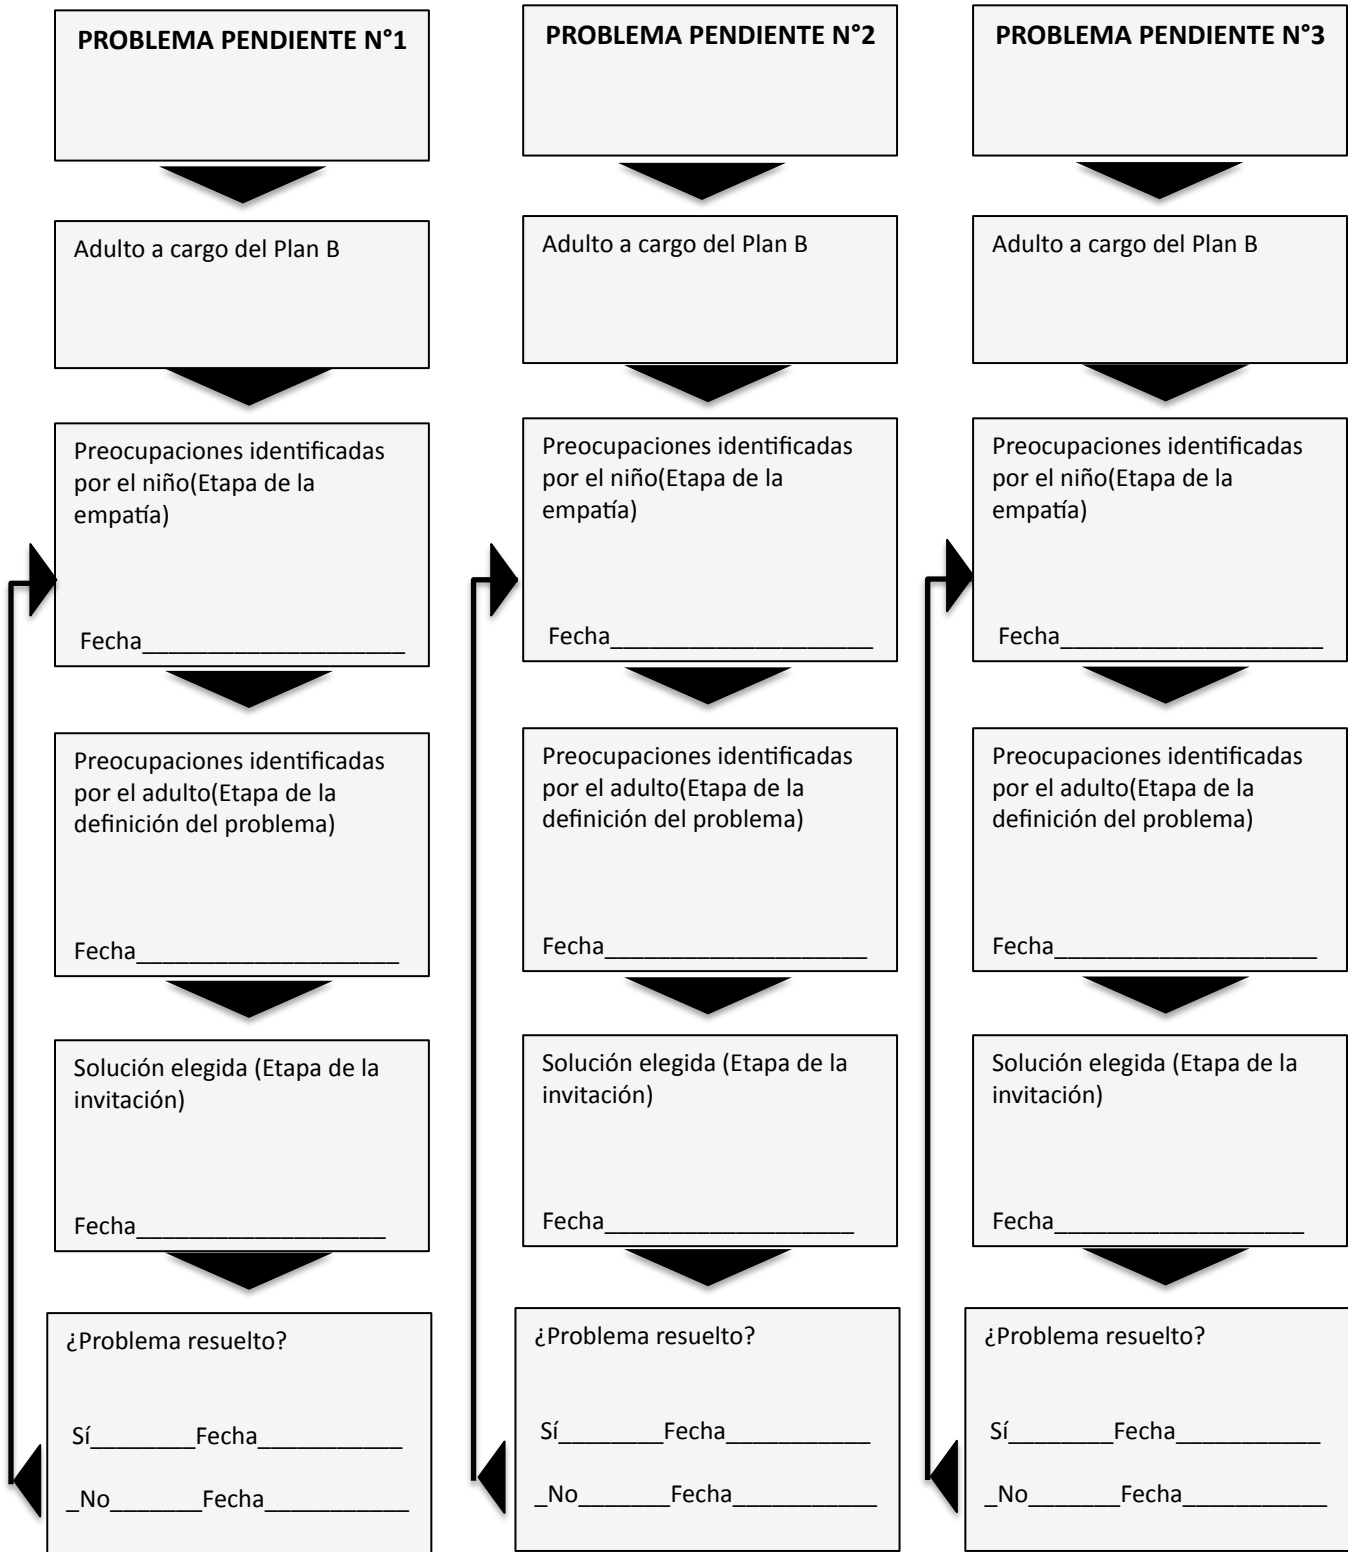 PROBLEMA PENDIENTE N°1
Adulto a cargo del Plan B
Preocupaciones identificadas
por el niño(Etapa de la
empatía)
Fecha_____________________
Preocupaciones identificadas
por el adulto(Etapa de la
definición del problema)
Fecha_____________________
Solución elegida (Etapa de la
invitación)
Fecha____________________
¿Problema resuelto?
Sí________Fecha___________
_No_______Fecha___________
PROBLEMA PENDIENTE N°2
Adulto a cargo del Plan B
Preocupaciones identificadas
por el niño(Etapa de la
empatía)
Fecha_____________________
Preocupaciones identificadas
por el adulto(Etapa de la
definición del problema)
Fecha_____________________
Solución elegida (Etapa de la
invitación)
Fecha____________________
¿Problema resuelto?
Sí________Fecha___________
_No_______Fecha___________
PROBLEMA PENDIENTE N°3
Adulto a cargo del Plan B
Preocupaciones identificadas
por el niño(Etapa de la
empatía)
Fecha_____________________
Preocupaciones identificadas
por el adulto(Etapa de la
definición del problema)
Fecha_____________________
Solución elegida (Etapa de la
invitación)
Fecha____________________
¿Problema resuelto?
Sí________Fecha___________
_No_______Fecha___________